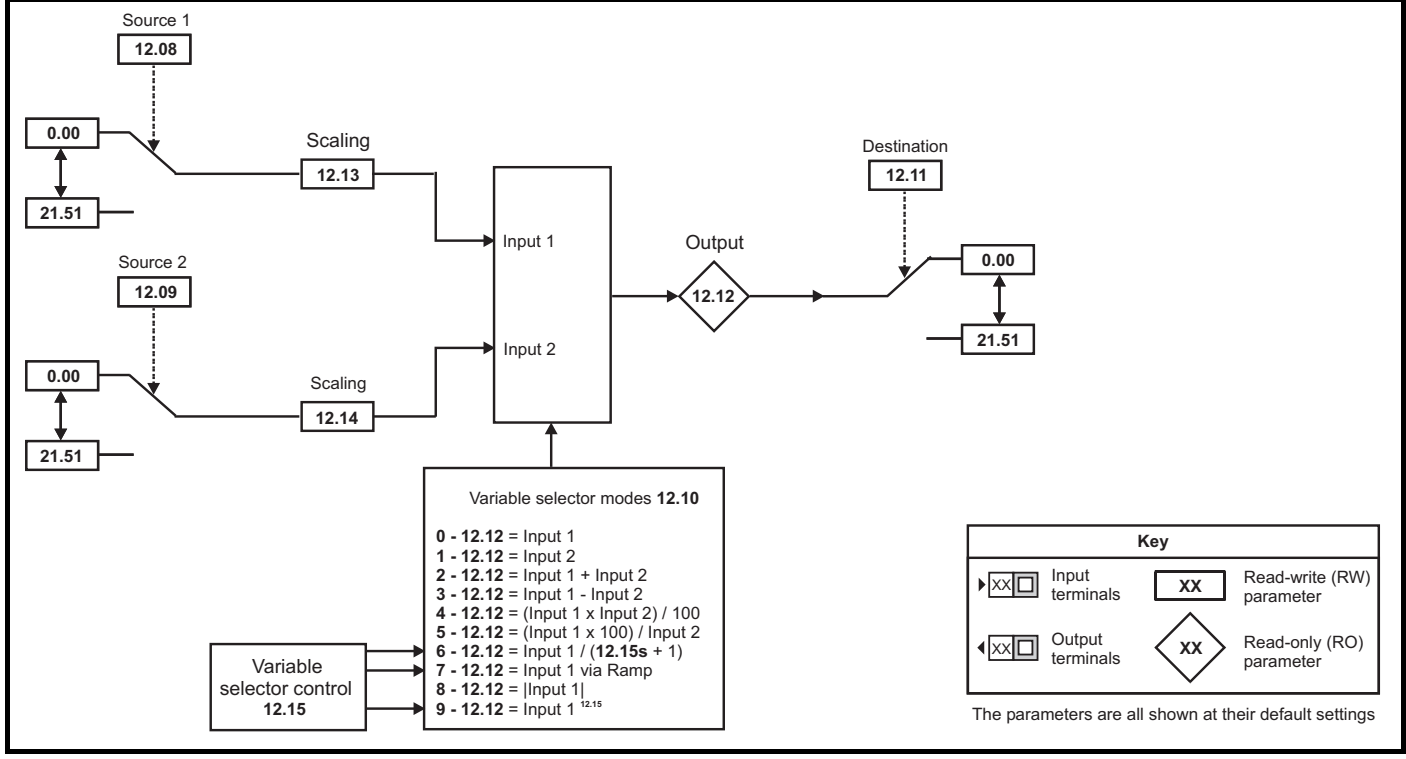 Source 1
12.08
0.00
21.51
Scaling
12.13
Source 2
12.09
0.00
21.51
Scaling
12.14
Input 1
Input 2
Output
12.12
Destination
12.11
0.00
21.51
Variable selector modes 12.10
0 - 12.12 = Input 1
1 - 12.12 = Input 2
2 - 12.12 = Input 1 + Input 2
3 - 12.12 = Input 1 - Input 2
4 - 12.12 = (Input 1 x Input 2) / 100
5 - 12.12 = (Input 1 x 100) / Input 2
6 - 12.12 = Input 1 / (12.15s + 1)
7 - 12.12 = Input 1 via Ramp
8 - 12.12 = |Input 1|
9 - 12.12 = Input 1 12.15
Variable
selector control
12.15
Key
XX
Input
terminals
XX
Read-write (RW)
parameter
XX
Output
terminals
XX
Read-only (RO)
parameter
The parameters are all shown at their default settings